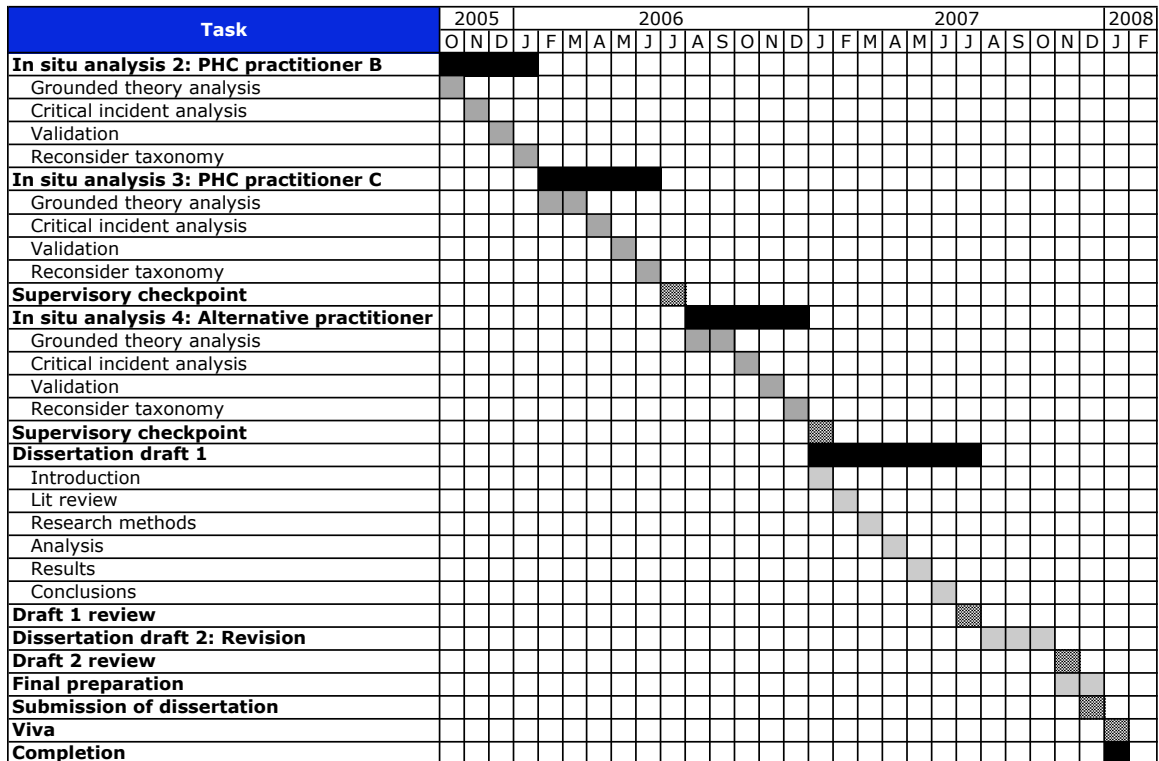 Task
2005 2006 2007 2008
O N D J F M A M J J A S O N D J F M A M J J A S O N D J F
In situ analysis 2: PHC practitioner B
Grounded theory analysis
Critical incident analysis
Validation
Reconsider taxonomy
In situ analysis 3: PHC practitioner C
Grounded theory analysis
Critical incident analysis
Validation
Reconsider taxonomy
Supervisory checkpoint
In situ analysis 4: Alternative practitioner
Grounded theory analysis
Critical incident analysis
Validation
Reconsider taxonomy
Supervisory checkpoint
Dissertation draft 1
Introduction
Lit review
Research methods
Analysis
Results
Conclusions
Draft 1 review
Dissertation draft 2: Revision
Draft 2 review
Final preparation
Submission of dissertation
Viva
Completion